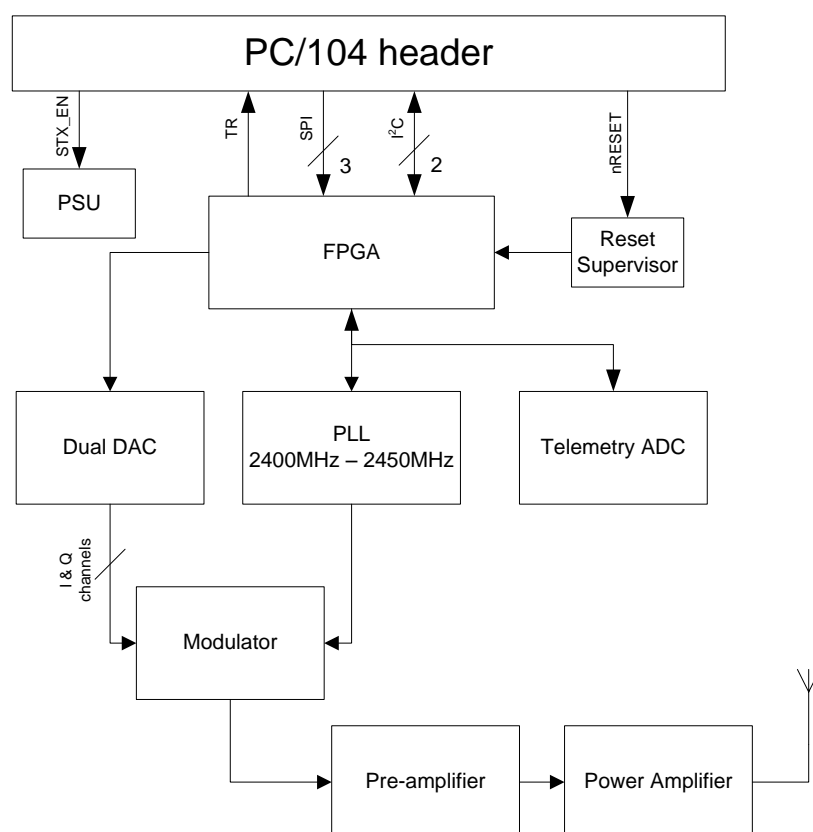 PC/104 header
STX_EN
TR
SPI
3
I²C
2
nRESET
PSU
FPGA
Reset
Supervisor
Dual DAC
PLL
2400MHz – 2450MHz
Telemetry ADC
I & Q
channels
Modulator
Pre-amplifier
Power Amplifier